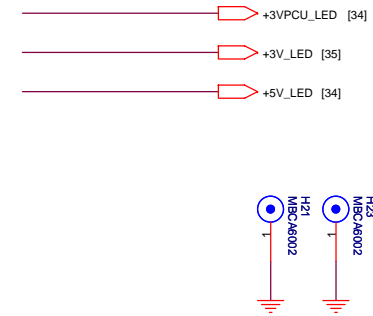 +3VPCU_LED [34]
+3V_LED [35]
+5V_LED [34]
H21
MBCA6002
1
H23
MBCA6002
1